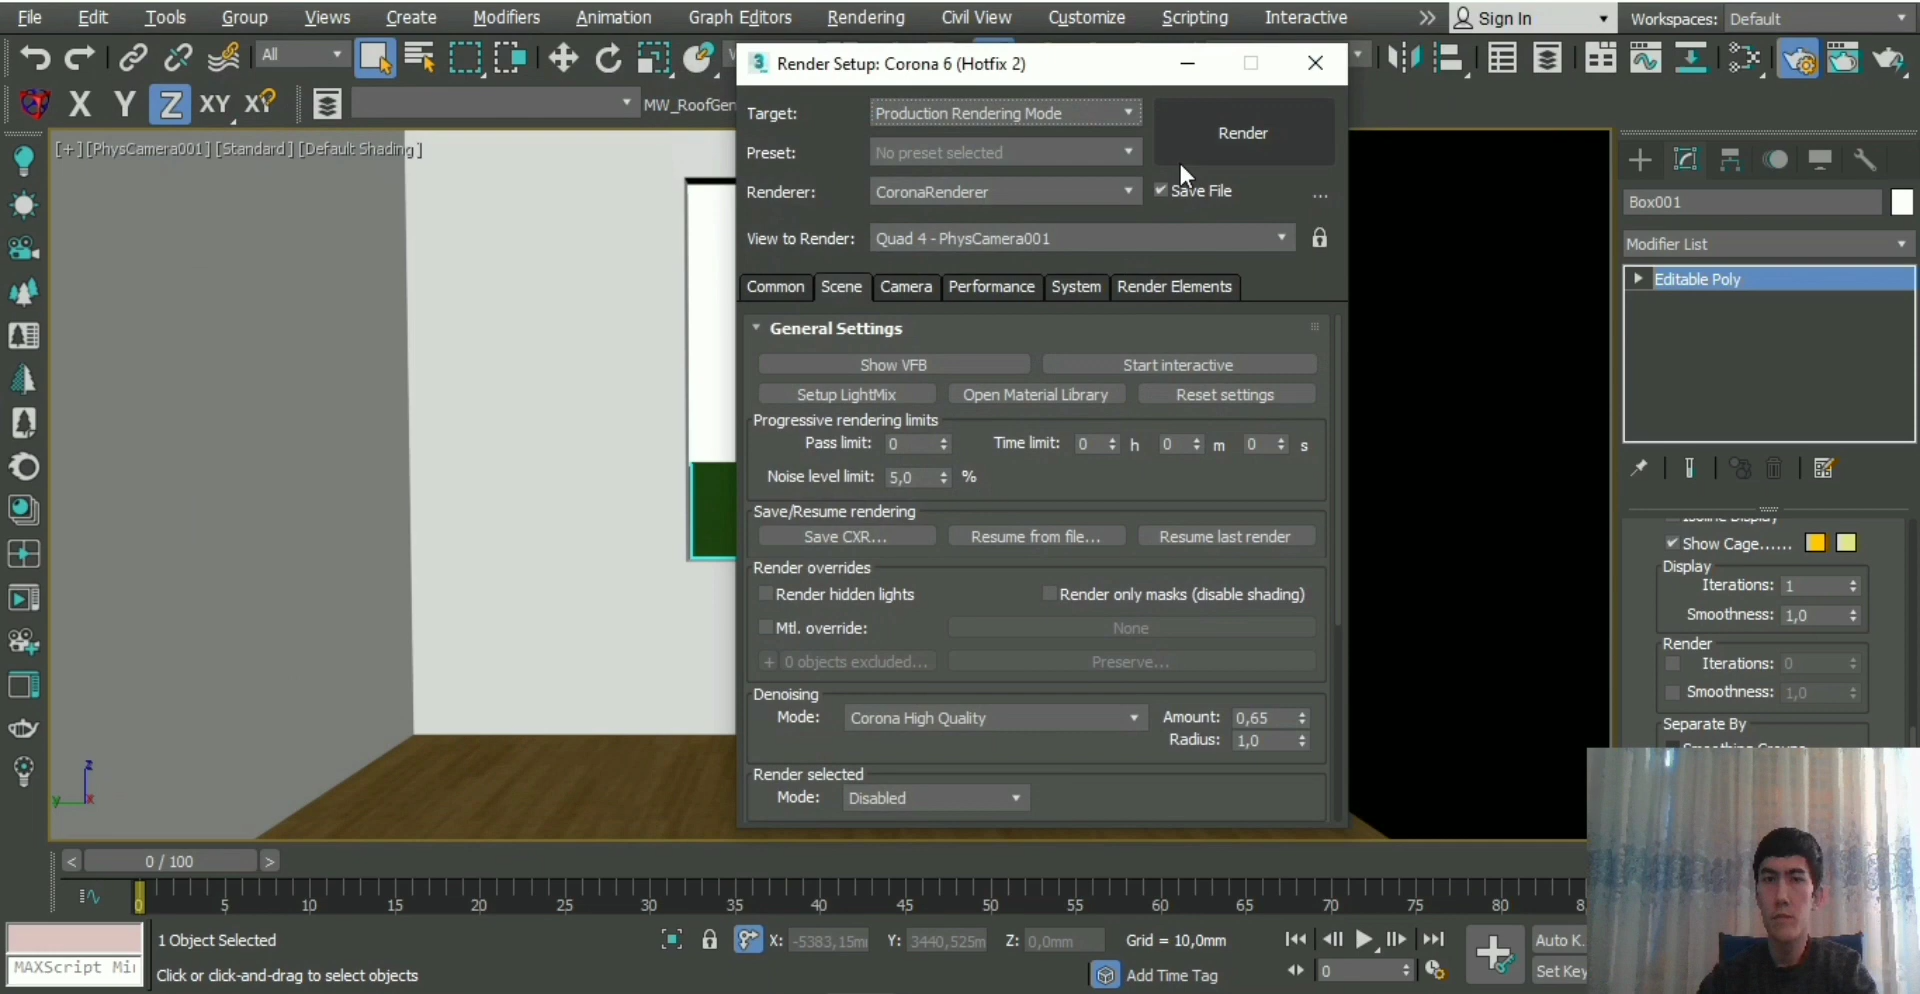 File Edit Tools Group Views Create Modifiers Animation Graph Editors Rendering Civil View Customize Scripting Interactive Sign In Workspaces: Default
All
X Y Z XY XY
[+] [PhysCamera001] [Standard] [Default Shading]
Render Setup: Corona 6 (Hotfix 2)
Target: Production Rendering Mode
Render
Preset: No preset selected
Renderer: CoronaRenderer
Save File ...
View to Render: Quad 4 - PhysCamera001
Common Scene Camera Performance System Render Elements
General Settings
Show VFB Start interactive
Setup LightMix Open Material Library Reset settings
Progressive rendering limits
Pass limit: 0 Time limit: 0 h 0 m 0 s
Noise level limit: 5,0 %
Save/Resume rendering
Save CXR... Resume from file... Resume last render
Render overrides
Render hidden lights Render only masks (disable shading)
Mtl. override: None
+ 0 objects excluded... Preserve...
Denoising
Mode: Corona High Quality Amount: 0,65
Radius: 1,0
Render selected
Mode: Disabled
Box001
Modifier List
Editable Poly
Show Cage......
Display
Iterations: 1
Smoothness: 1,0
Render
Iterations: 0
Smoothness: 1,0
Separate By
z
y x
< 0 / 100 >
0 5 10 15 20 25 30 35 40 45 50 55 60 65 70 75 80
1 Object Selected X: -5383,15m Y: 3440,525m Z: 0,0mm Grid = 10,0mm Auto K
MAXScript Mi Click or click-and-drag to select objects Add Time Tag 0 Set Key